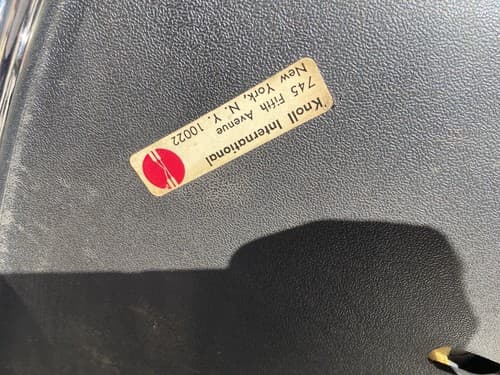 Knoll International
745 Fifth Avenue
New York, N. Y. 10022